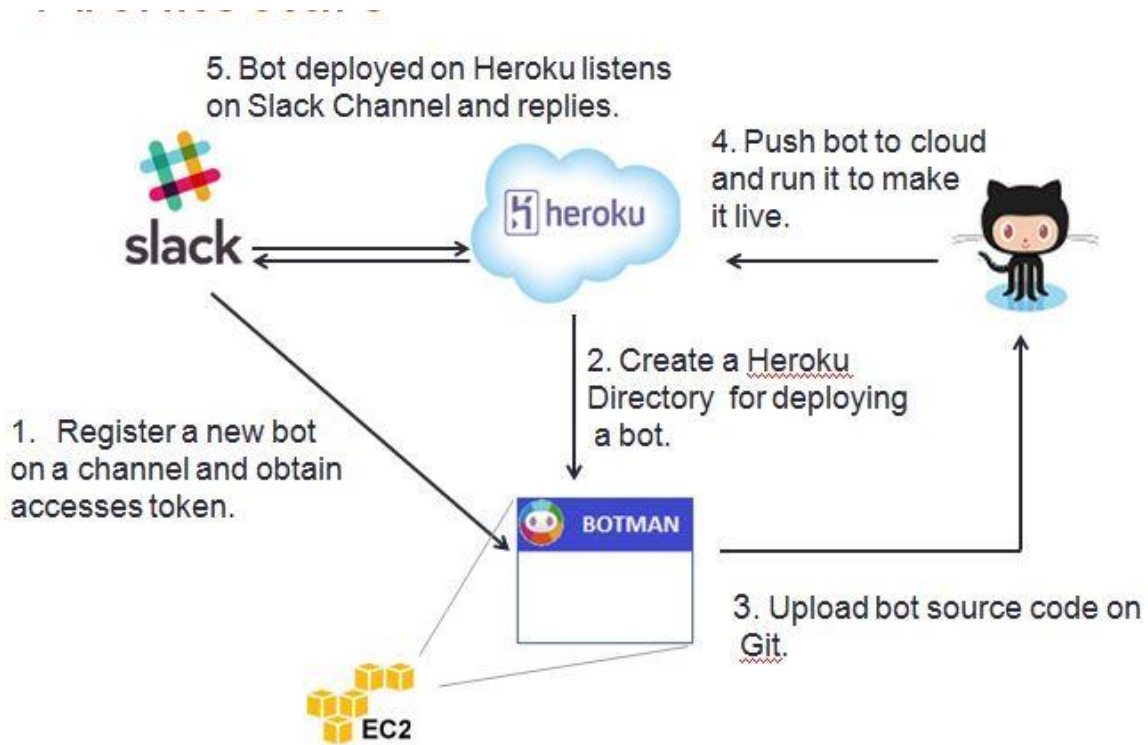 5. Bot deployed on Heroku listens
on Slack Channel and replies.
4. Push bot to cloud
and run it to make
it live.
slack
heroku
2. Create a Heroku
Directory for deploying
a bot.
1. Register a new bot
on a channel and obtain
accesses token.
BOTMAN
3. Upload bot source code on
Git.
EC2